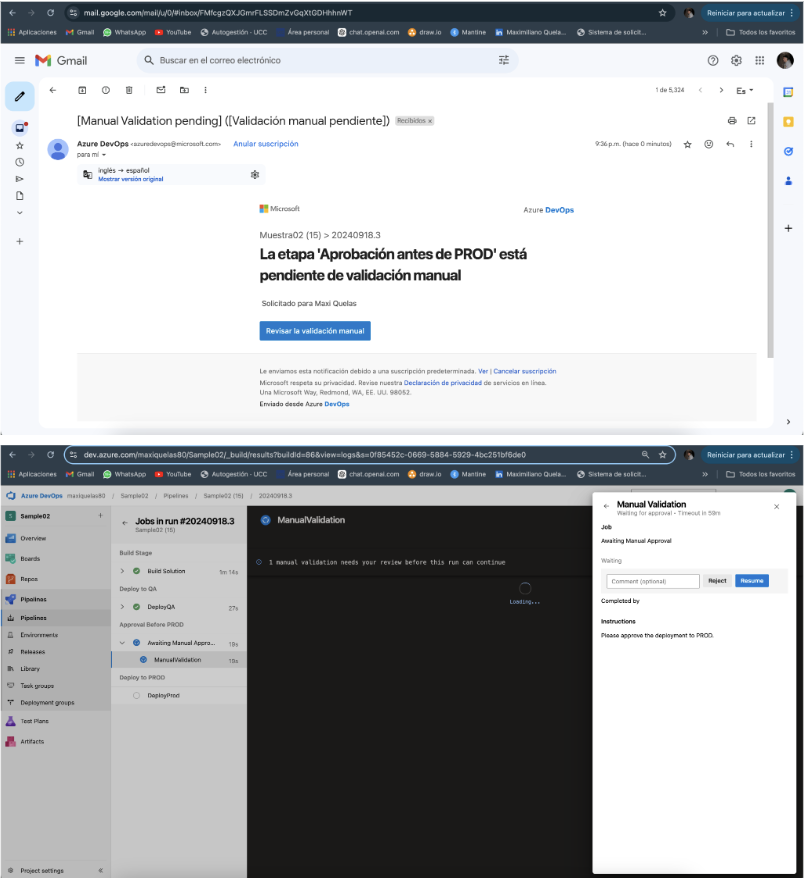 mail.google.com/mail/u/0/#inbox/FMfcgzQXJGmrFLSSDmZvGqXtGDHhhnWT
Reiniciar para actualizar
Aplicaciones
Gmail
WhatsApp
YouTube
Autogestión - UCC
Área personal
chat.openai.com
draw.io
Mantine
Maximiliano Quela...
Sistema de solicit...
Todos los favoritos
Gmail
Buscar en el correo electrónico
1 de 5,324
Es
[Manual Validation pending] ([Validación manual pendiente])
Recibidos x
Azure DevOps <azuredevops@microsoft.com>
Anular suscripción
9:36 p.m. (hace 0 minutos)
para mí
inglés → español
Mostrar versión original
Microsoft
Azure DevOps
Muestra02 (15) > 20240918.3
La etapa 'Aprobación antes de PROD' está
pendiente de validación manual
Solicitado para Maxi Quelas
Revisar la validación manual
Le enviamos esta notificación debido a una suscripción predeterminada. Ver | Cancelar suscripción
Microsoft respeta su privacidad. Revise nuestra Declaración de privacidad de servicios en línea.
Una Microsoft Way, Redmond, WA, EE. UU. 98052.
Enviado desde Azure DevOps
dev.azure.com/maxiquelas80/Sample02/_build/results?buildId=86&view=logs&s=0f85452c-0669-5884-5929-4bc251bf6de0
Reiniciar para actualizar
Aplicaciones
Gmail
WhatsApp
YouTube
Autogestión - UCC
Área personal
chat.openai.com
draw.io
Mantine
Maximiliano Quela...
Sistema de solicit...
Todos los favoritos
Azure DevOps maxiquelas80 / Sample02 / Pipelines / Sample02 (15) / 20240918.3
Sample02
Overview
Boards
Repos
Pipelines
Pipelines
Environments
Releases
Library
Task groups
Deployment groups
Test Plans
Artifacts
Project settings
Jobs in run #20240918.3
Sample02 (15)
Build Stage
Build Solution 1m 14s
Deploy to QA
DeployQA 27s
Approval Before PROD
Awaiting Manual Appro... 18s
ManualValidation 18s
Deploy to PROD
DeployProd
ManualValidation
1 manual validation needs your review before this run can continue
Loading...
Manual Validation
Waiting for approval • Timeout in 59m
Job
Awaiting Manual Approval
Waiting
Comment (optional)
Reject
Resume
Completed by
Instructions
Please approve the deployment to PROD.